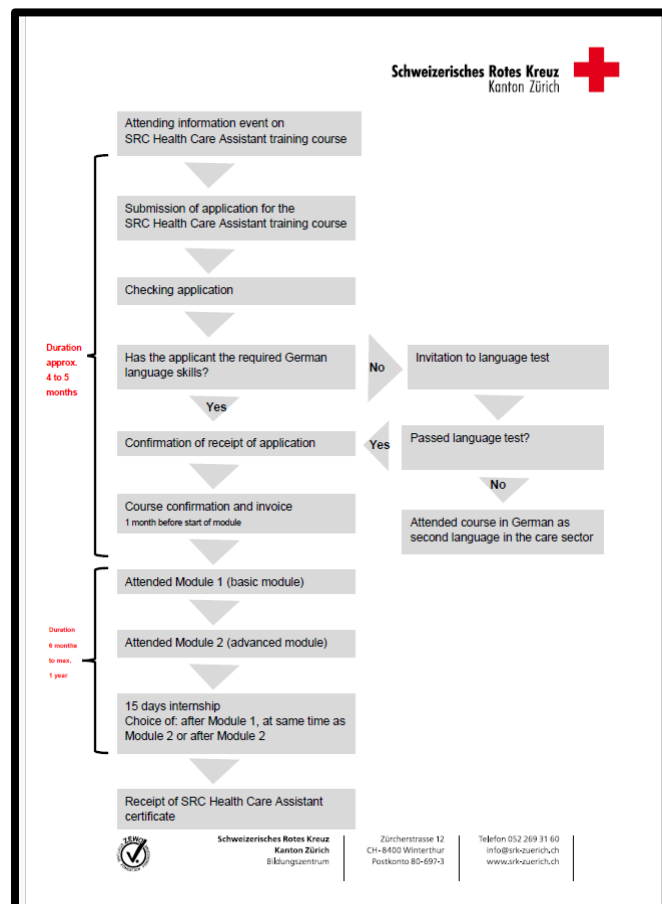 Schweizerisches Rotes Kreuz
Kanton Zürich
Attending information event on
SRC Health Care Assistant training course
Submission of application for the
SRC Health Care Assistant training course
Checking application
Duration
approx.
4 to 5
months
Has the applicant the required German
language skills?
No
Invitation to language test
Yes
Confirmation of receipt of application
Yes
Passed language test?
No
Course confirmation and invoice
1 month before start of module
Attended course in German as
second language in the care sector
Attended Module 1 (basic module)
Duration
6 months
to max.
1 year
Attended Module 2 (advanced module)
15 days internship
Choice of: after Module 1, at same time as
Module 2 or after Module 2
Receipt of SRC Health Care Assistant
certificate
ZEWO
Schweizerisches Rotes Kreuz
Kanton Zürich
Bildungszentrum
Zürcherstrasse 12
CH-8400 Winterthur
Postkonto 80-697-3
Telefon 052 269 31 60
info@srk-zuerich.ch
www.srk-zuerich.ch